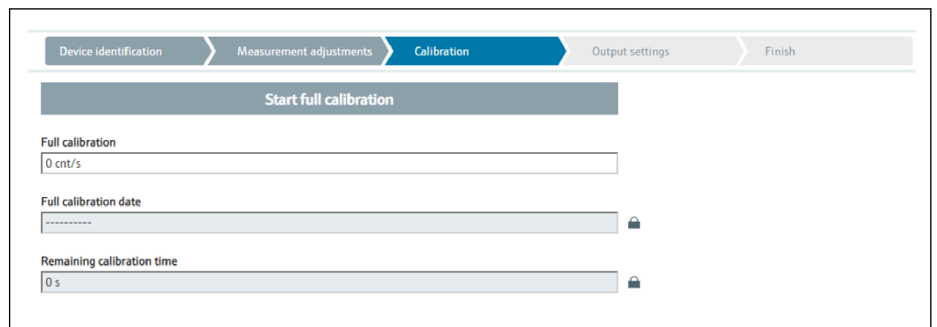 Device identification
Measurement adjustments
Calibration
Output settings
Finish
Start full calibration
Full calibration
0 cnt/s
Full calibration date
----------
Remaining calibration time
0 s